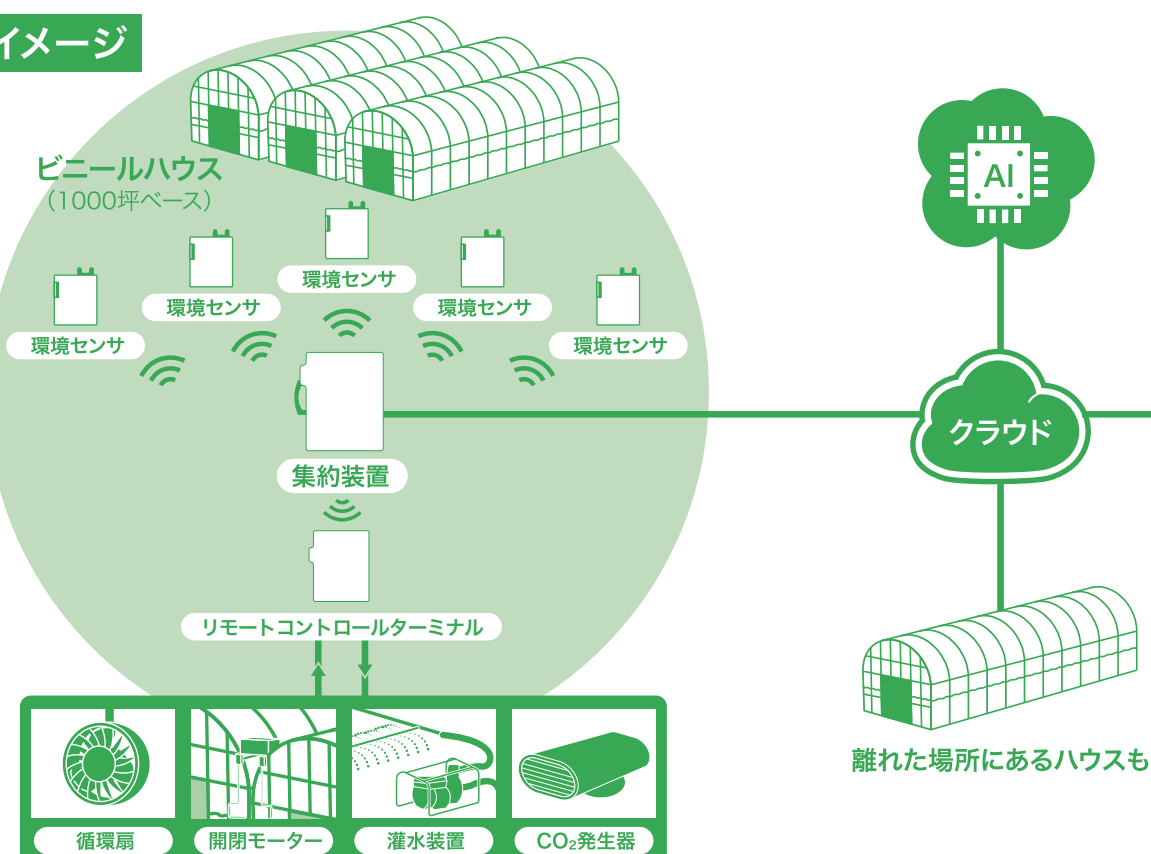 イメージ
ビニールハウス
（1000坪ベース）
環境センサ
環境センサ
環境センサ
環境センサ
環境センサ
集約装置
リモートコントロールターミナル
循環扇
開閉モーター
灌水装置
CO₂発生器
AI
クラウド
離れた場所にあるハウスも